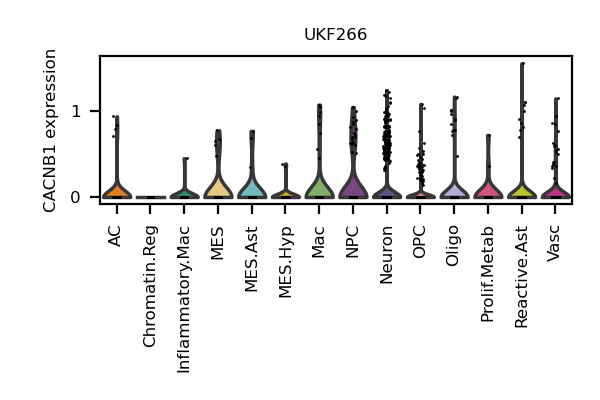 UKF266
CACNB1 expression
1
0
AC
Chromatin.Reg
Inflammatory.Mac
MES
MES.Ast
MES.Hyp
Mac
NPC
Neuron
OPC
Oligo
Prolif.Metab
Reactive.Ast
Vasc